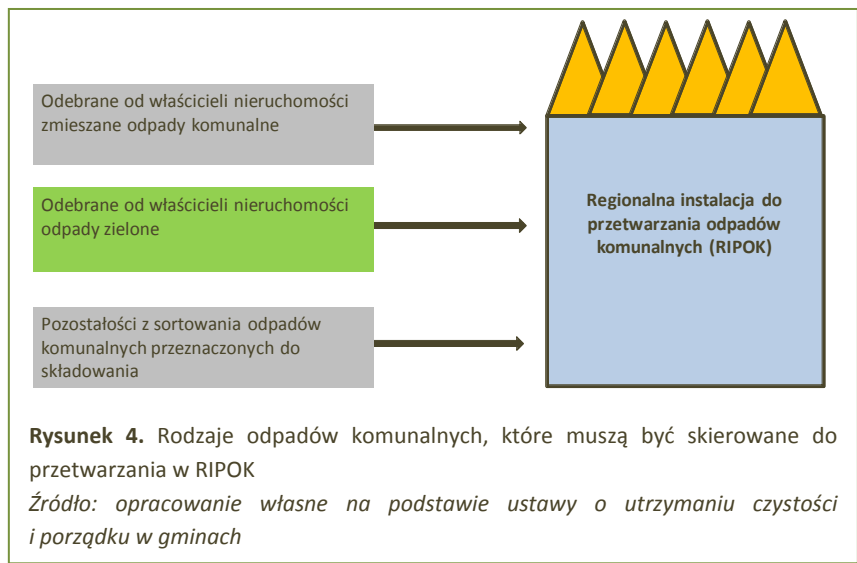 Odebrane od właścicieli nieruchomości
zmieszane odpady komunalne
Odebrane od właścicieli nieruchomości
odpady zielone
Pozostałości z sortowania odpadów
komunalnych przeznaczonych do
składowania
Regionalna instalacja do
przetwarzania odpadów
komunalnych (RIPOK)
Rysunek 4. Rodzaje odpadów komunalnych, które muszą być skierowane do
przetwarzania w RIPOK
Źródło: opracowanie własne na podstawie ustawy o utrzymaniu czystości
i porządku w gminach